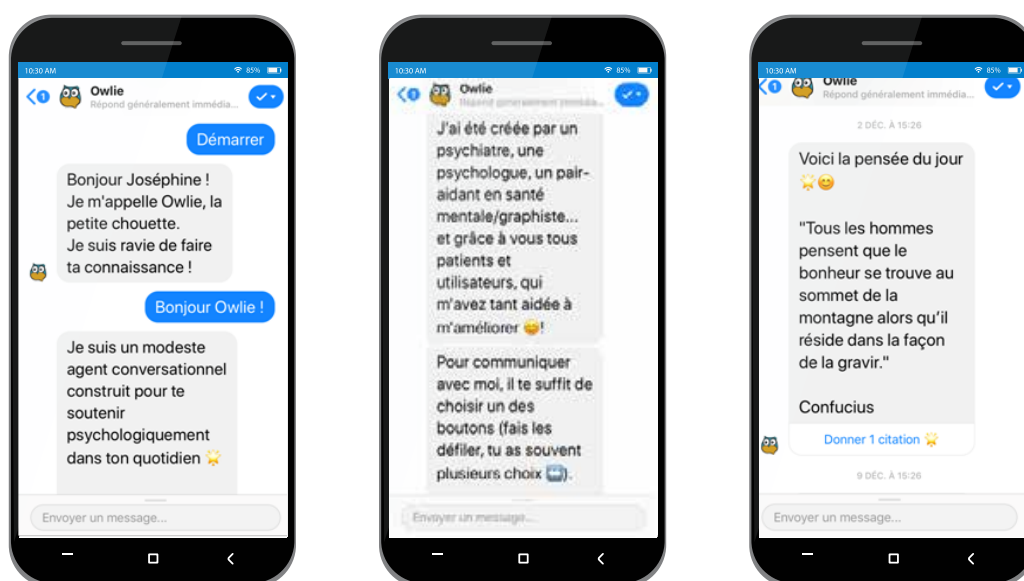 10:30 AM
85%
1
Owlie
Répond généralement immédia...
Démarrer
Bonjour Joséphine !
Je m'appelle Owlie, la
petite chouette.
Je suis ravie de faire
ta connaissance !
Bonjour Owlie !
Je suis un modeste
agent conversationnel
construit pour te
soutenir
psychologiquement
dans ton quotidien
Envoyer un message...
10:30 AM
85%
1
Owlie
Répond généralement immédia...
J'ai été créée par un
psychiatre, une
psychologue, un pair-
aidant en santé
mentale/graphiste...
et grâce à vous tous
patients et
utilisateurs, qui
m'avez tant aidée à
m'améliorer 😄!
Pour communiquer
avec moi, il te suffit de
choisir un des
boutons (fais les
défiler, tu as souvent
plusieurs choix ↔️).
Envoyer un message...
10:30 AM
85%
1
Owlie
Répond généralement immédia...
2 DÉC. À 15:26
Voici la pensée du jour
🌟😊
"Tous les hommes
pensent que le
bonheur se trouve au
sommet de la
montagne alors qu'il
réside dans la façon
de la gravir."
Confucius
Donner 1 citation 🌟
9 DÉC. À 15:26
Envoyer un message...